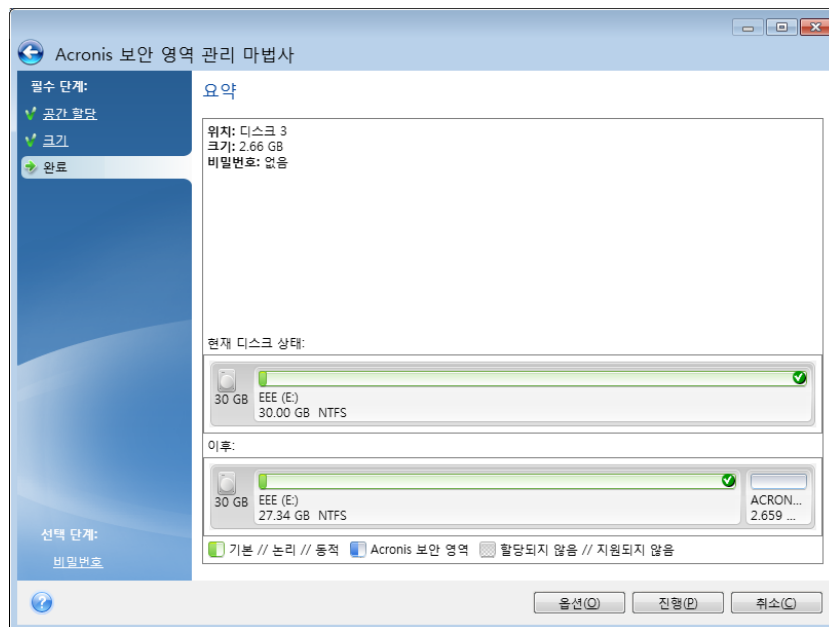 Acronis 보안 영역 관리 마법사
필수 단계:
공간 할당
크기
완료
요약
위치: 디스크 3
크기: 2.66 GB
비밀번호: 없음
현재 디스크 상태:
30 GB
EEE (E:)
30.00 GB NTFS
이후:
30 GB
EEE (E:)
27.34 GB NTFS
ACRON...
2.659 ...
기본 // 논리 // 동적 Acronis 보안 영역 할당되지 않음 // 지원되지 않음
선택 단계:
비밀번호
옵션(O) 진행(P) 취소(C)